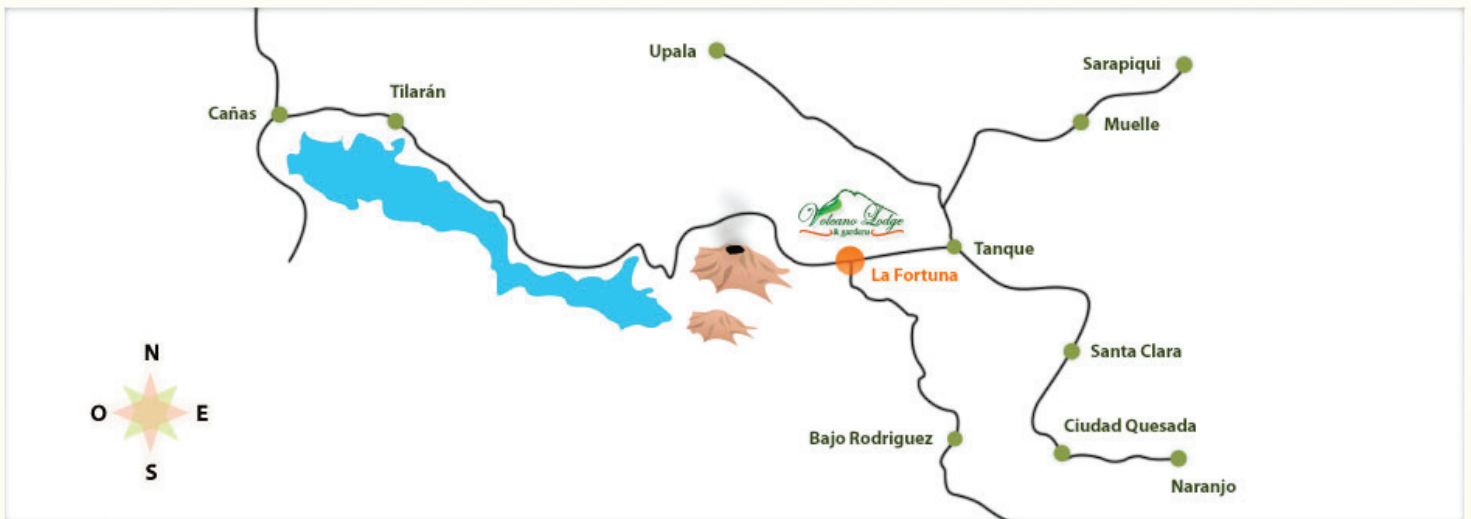 Upala
Sarapiqui
Tilarán
Cañas
Muelle
Volcano Lodge
& gardens
Tanque
La Fortuna
Santa Clara
N
O
E
S
Ciudad Quesada
Bajo Rodriguez
Naranjo